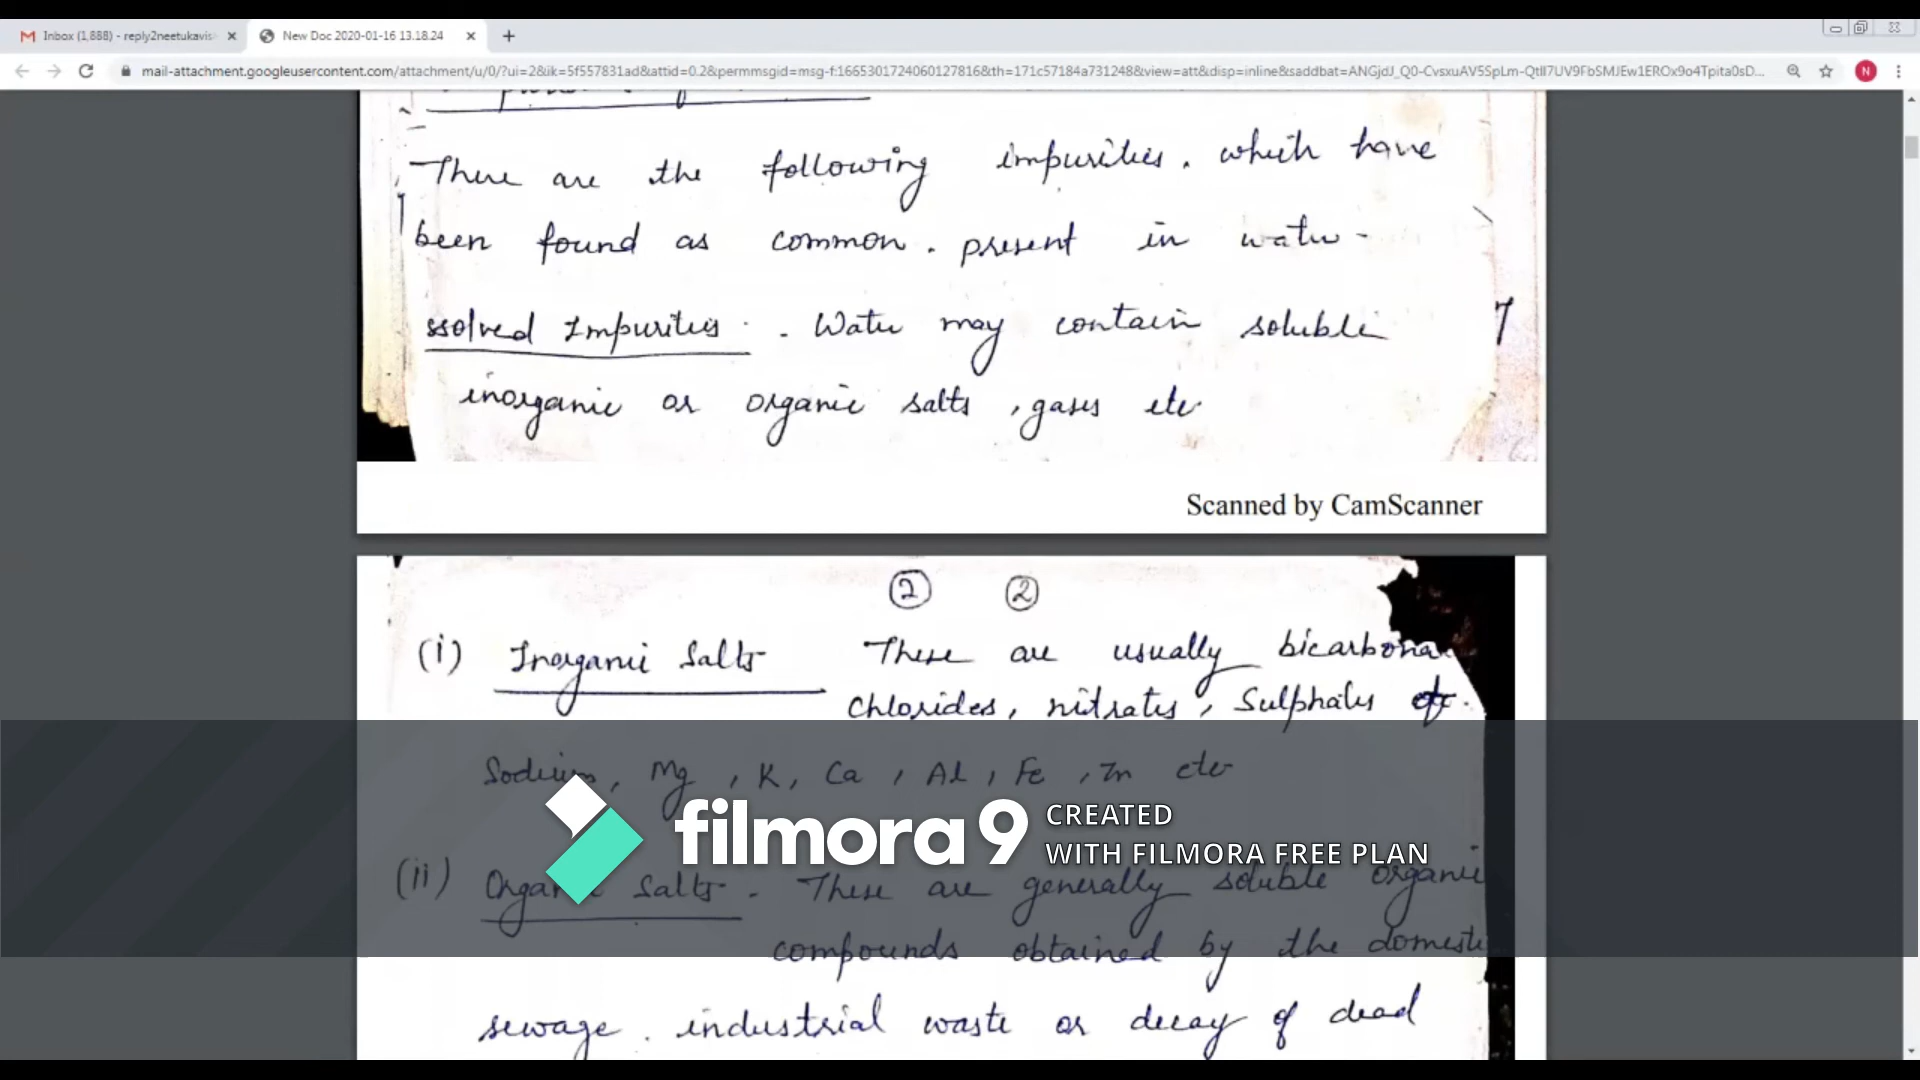 Inbox (1,888) - reply2neetukavis
New Doc 2020-01-16 13.18.24
mail-attachment.googleusercontent.com/attachment/u/0/?ui=2&ik=5f557831ad&attid=0.2&permmsgid=msg-f:1665301724060127816&th=171c57184a731248&view=att&disp=inline&saddbat=ANGjdJ_Q0-CvsxuAV5SpLm-QtlI7UV9FbSMJEw1EROx9o4Tpita0sD...
N
There are the following impurities. which have
been found as common. present in water -
ssolved Impurities . Water may contain soluble
inorganic or organic salts, gases etc
Scanned by CamScanner
2 2
(i) Inorganic Salts These are usually bicarbona
chlorides, nitrates, Sulphates of
Sodium, Mg, K, Ca, Al, Fe, Zn etc
filmora9 CREATED
WITH FILMORA FREE PLAN
(ii) Organic Salts . These are generally soluble organic
compounds obtained by the domesti
sewage. industrial waste or decay of dead